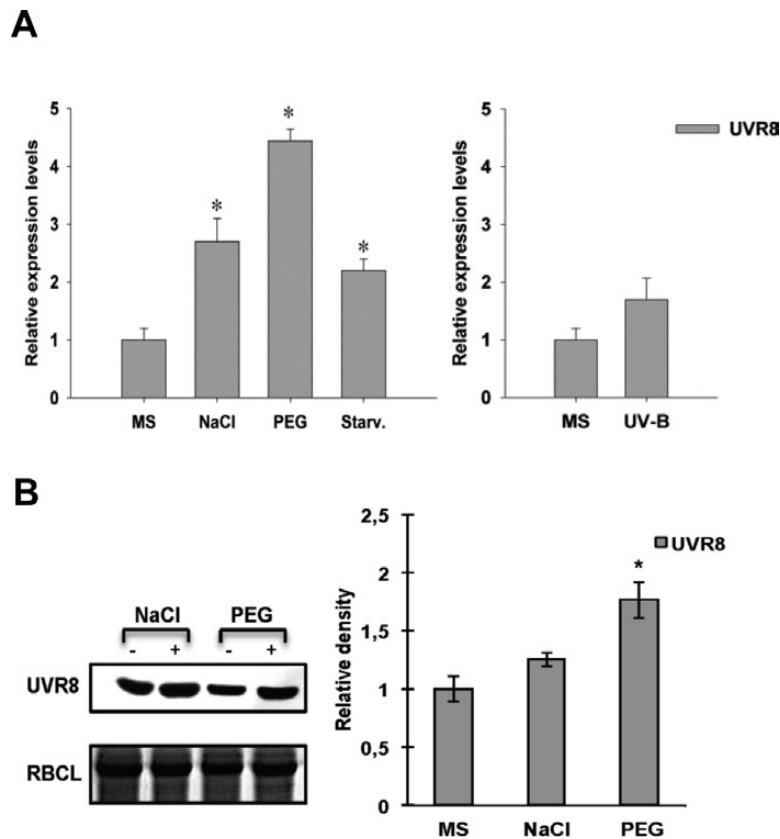 A
Relative expression levels
5
4
3
2
1
0
*
*
*
MS NaCl PEG Starv.
Relative expression levels
5
4
3
2
1
0
MS UV-B
UVR8
B
NaCl PEG
- + - +
UVR8
RBCL
Relative density
2,5
2
1,5
1
0,5
0
*
MS NaCl PEG
UVR8